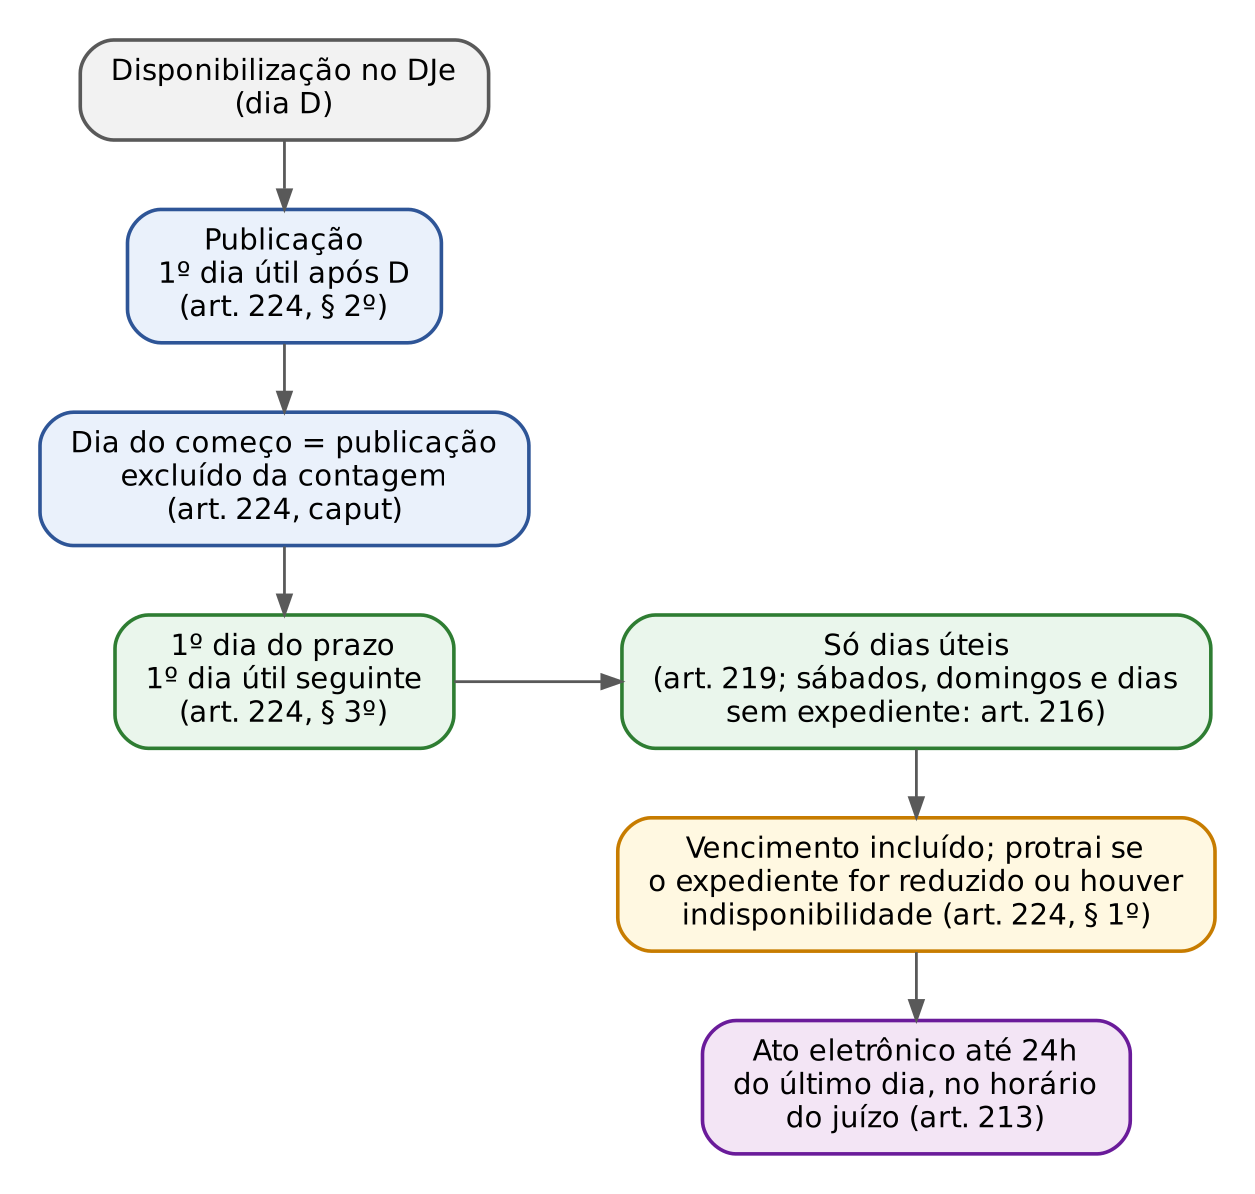 Disponibilização no DJe
(dia D)
Publicação
1º dia útil após D
(art. 224, § 2º)
Dia do começo = publicação
excluído da contagem
(art. 224, caput)
1º dia do prazo
1º dia útil seguinte
(art. 224, § 3º)
Só dias úteis
(art. 219; sábados, domingos e dias
sem expediente: art. 216)
Vencimento incluído; protrai se
o expediente for reduzido ou houver
indisponibilidade (art. 224, § 1º)
Ato eletrônico até 24h
do último dia, no horário
do juízo (art. 213)